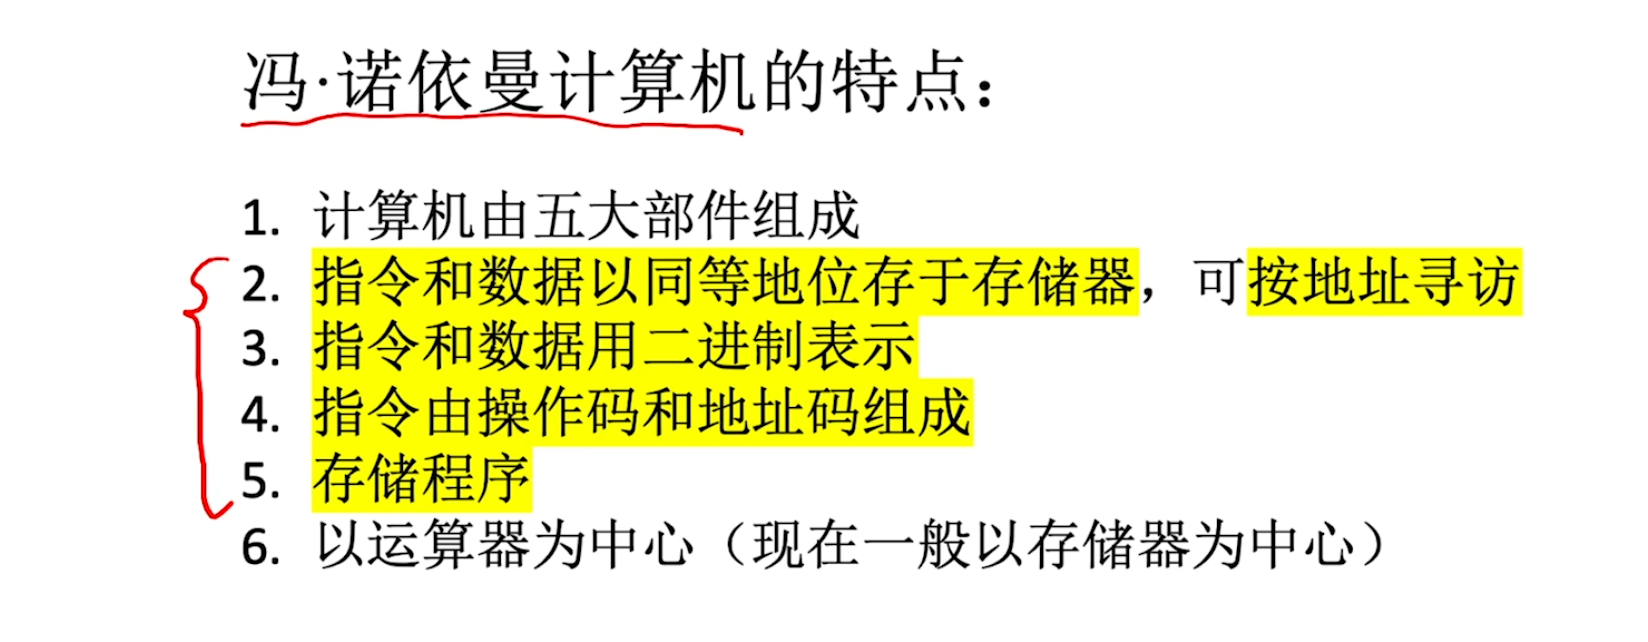 冯·诺依曼计算机的特点：
1. 计算机由五大部件组成
2. 指令和数据以同等地位存于存储器，可按地址寻访
3. 指令和数据用二进制表示
4. 指令由操作码和地址码组成
5. 存储程序
6. 以运算器为中心（现在一般以存储器为中心）